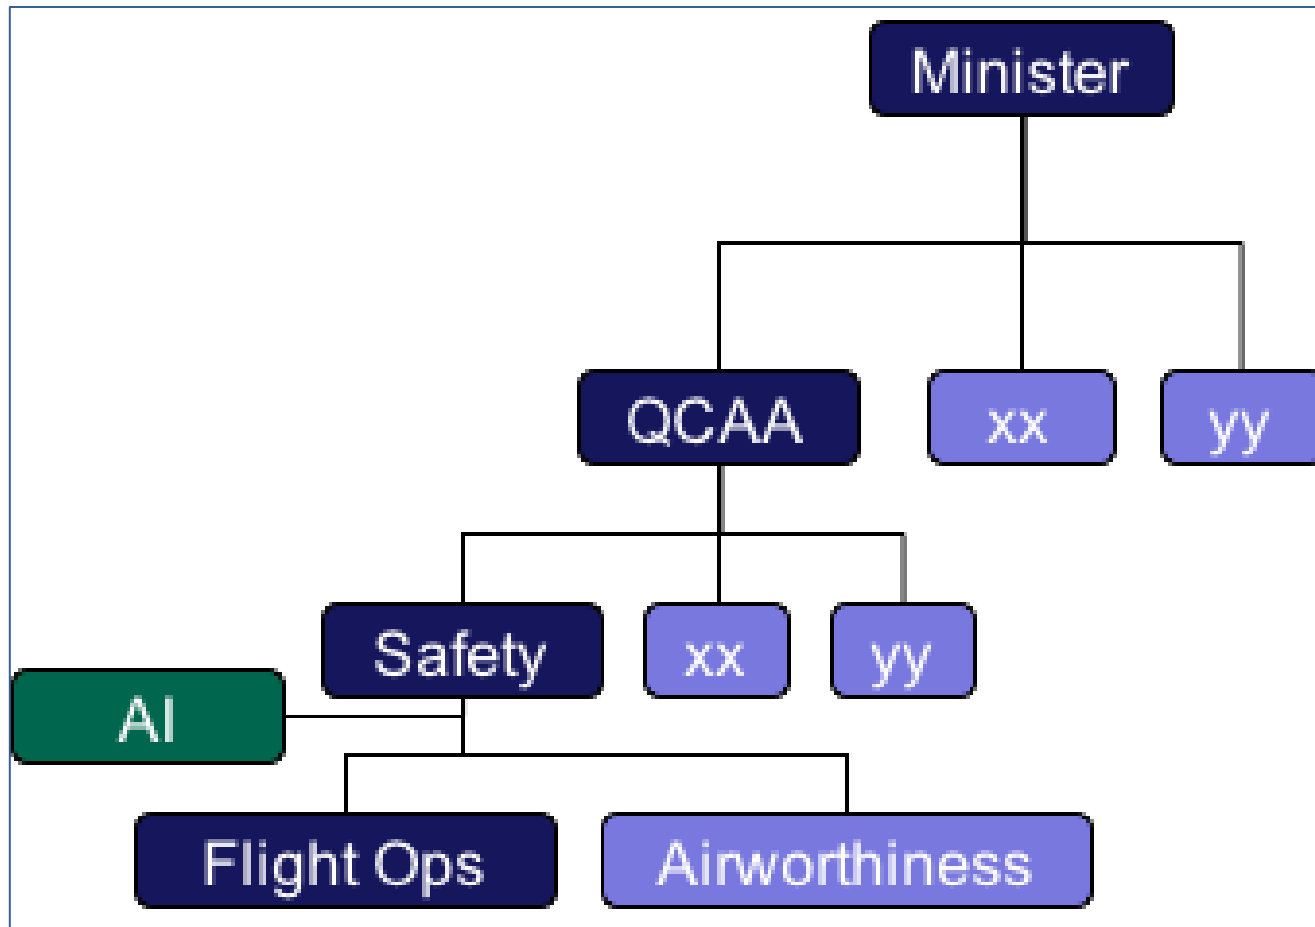 Minister
QCAA
xx
yy
Safety
xx
yy
AI
Flight Ops
Airworthiness